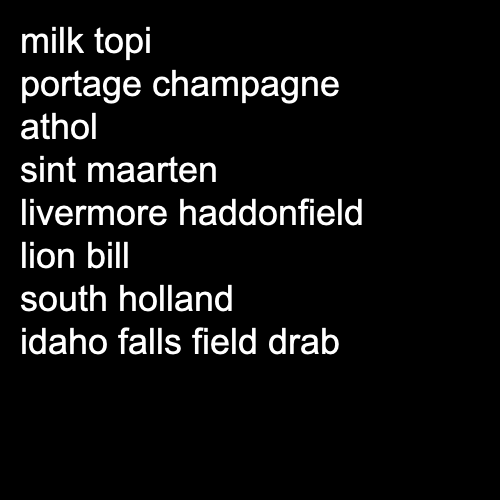 milk topi
portage champagne
athol
sint maarten
livermore haddonfield
lion bill
south holland
idaho falls field drab